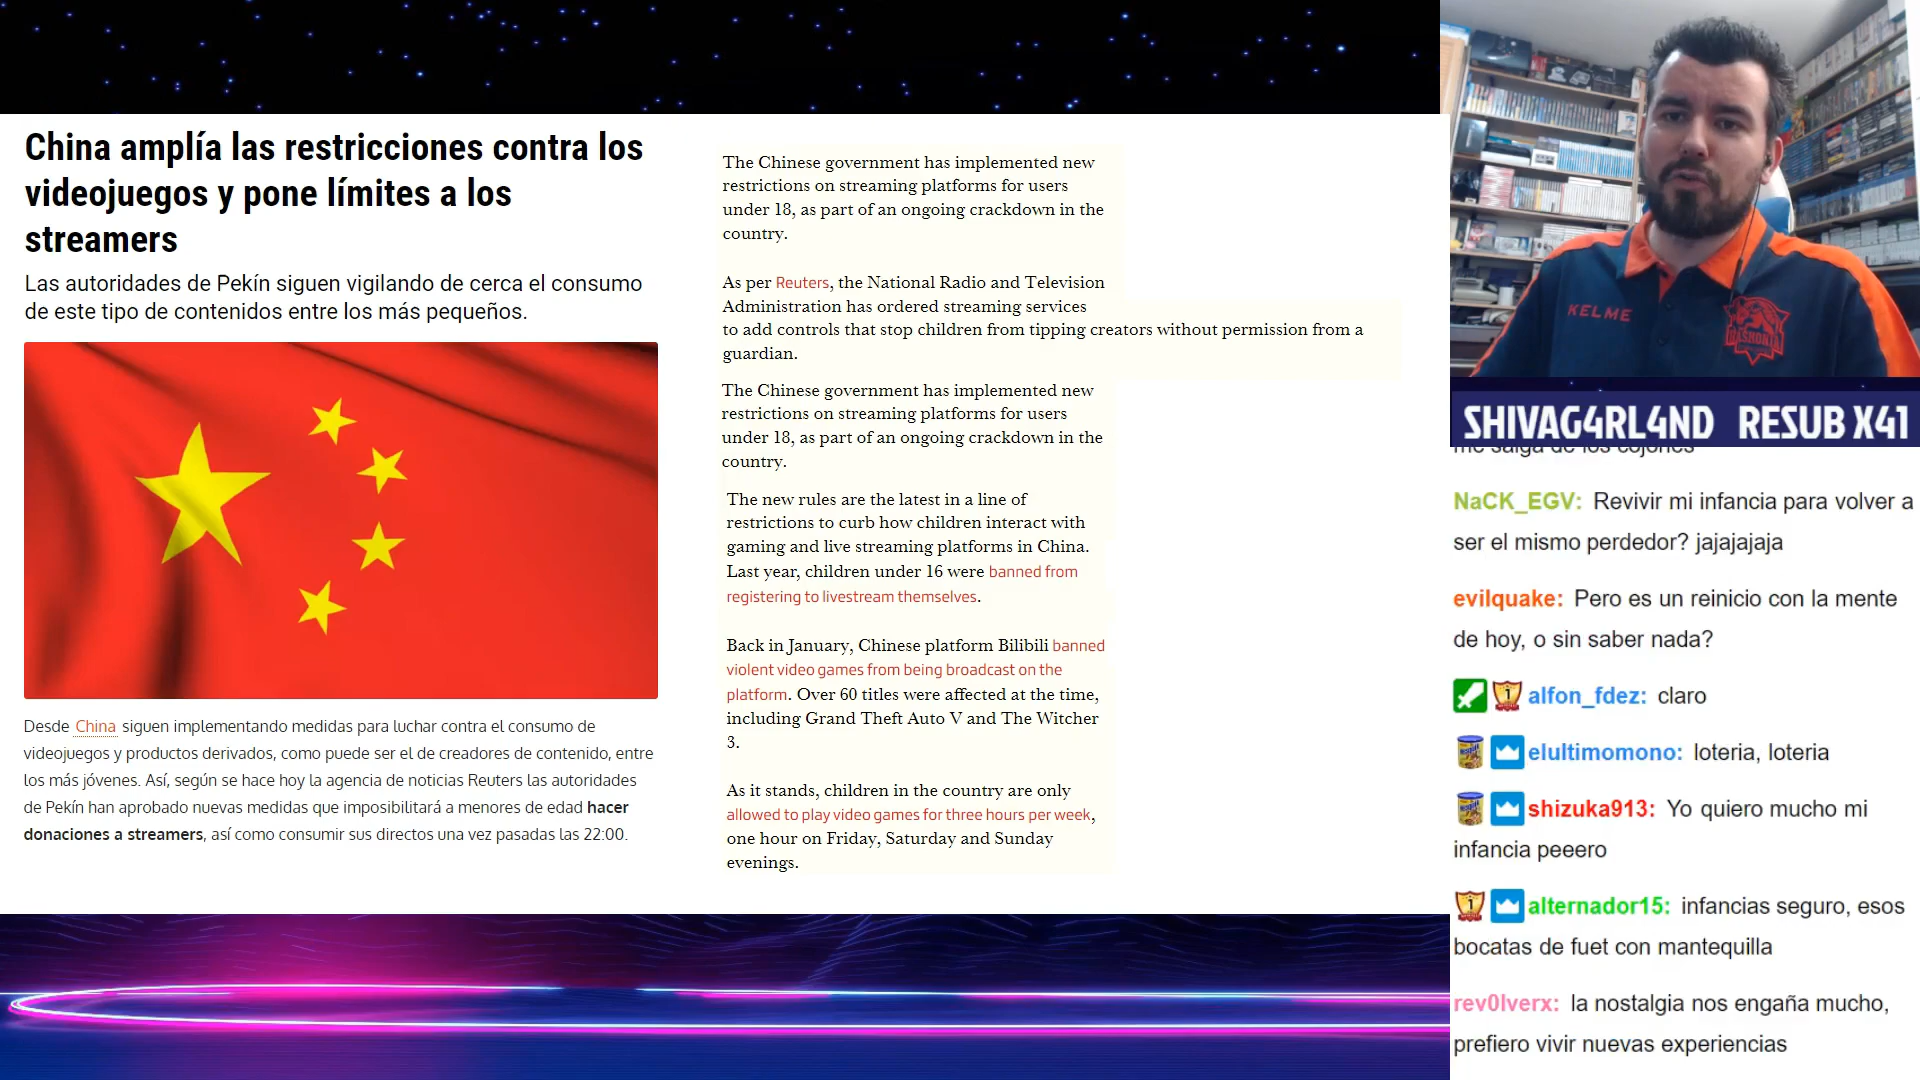 China amplía las restricciones contra los
videojuegos y pone límites a los
streamers
Las autoridades de Pekín siguen vigilando de cerca el consumo
de este tipo de contenidos entre los más pequeños.
Desde China siguen implementando medidas para luchar contra el consumo de
videojuegos y productos derivados, como puede ser el de creadores de contenido, entre
los más jóvenes. Así, según se hace hoy la agencia de noticias Reuters las autoridades
de Pekín han aprobado nuevas medidas que imposibilitará a menores de edad hacer
donaciones a streamers, así como consumir sus directos una vez pasadas las 22:00.
The Chinese government has implemented new
restrictions on streaming platforms for users
under 18, as part of an ongoing crackdown in the
country.
As per Reuters, the National Radio and Television
Administration has ordered streaming services
to add controls that stop children from tipping creators without permission from a
guardian.
The Chinese government has implemented new
restrictions on streaming platforms for users
under 18, as part of an ongoing crackdown in the
country.
The new rules are the latest in a line of
restrictions to curb how children interact with
gaming and live streaming platforms in China.
Last year, children under 16 were banned from
registering to livestream themselves.
Back in January, Chinese platform Bilibili banned
violent video games from being broadcast on the
platform. Over 60 titles were affected at the time,
including Grand Theft Auto V and The Witcher
3.
As it stands, children in the country are only
allowed to play video games for three hours per week,
one hour on Friday, Saturday and Sunday
evenings.
KELME
BASKONIA
SHIVAG4RL4ND RESUB X41
me salga de los cojones
NaCK_EGV: Revivir mi infancia para volver a
ser el mismo perdedor? jajajajaja
evilquake: Pero es un reinicio con la mente
de hoy, o sin saber nada?
1 alfon_fdez: claro
elultimomono: loteria, loteria
shizuka913: Yo quiero mucho mi
infancia peeero
1 alternador15: infancias seguro, esos
bocatas de fuet con mantequilla
rev0lverx: la nostalgia nos engaña mucho,
prefiero vivir nuevas experiencias